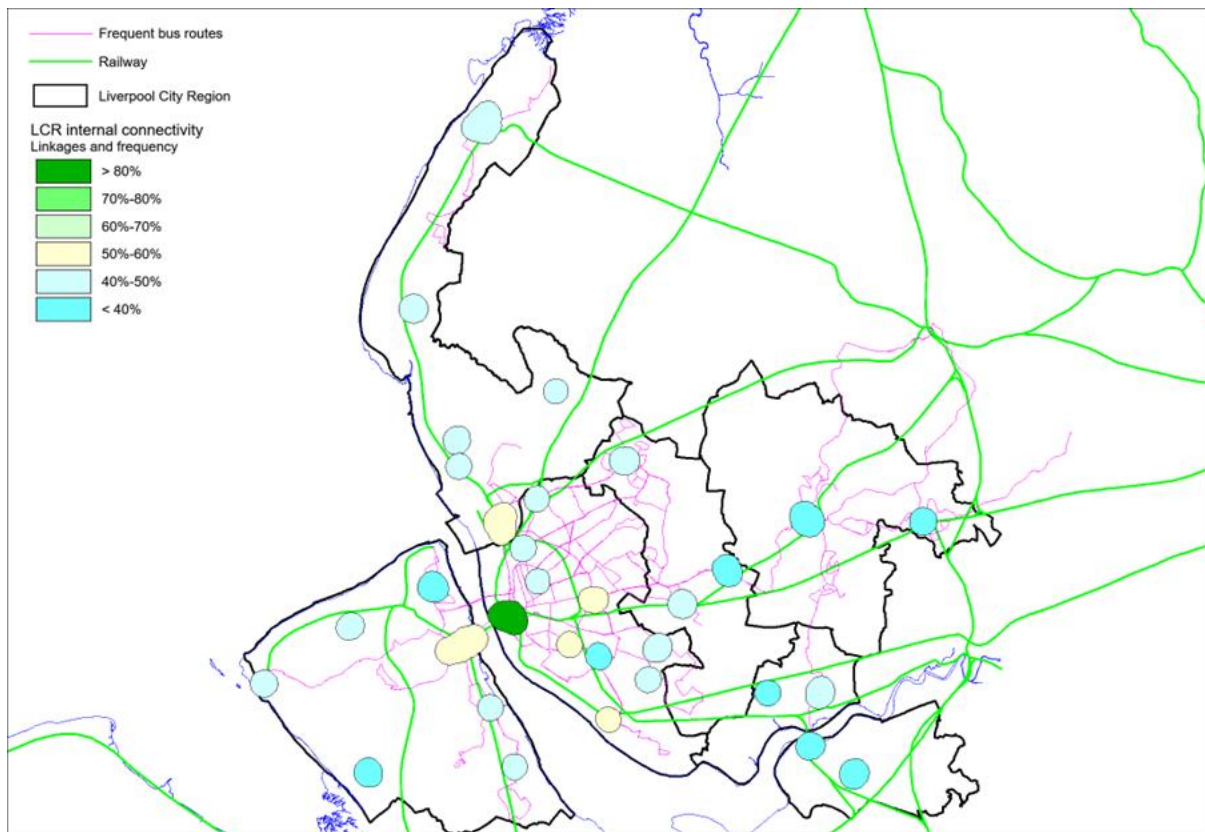 Frequent bus routes
Railway
Liverpool City Region
LCR internal connectivity
Linkages and frequency
> 80%
70%-80%
60%-70%
50%-60%
40%-50%
< 40%